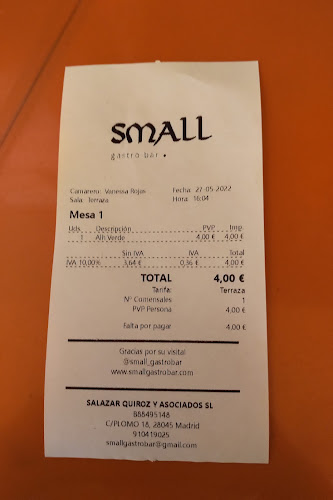 SMALL
gastro bar .
Camarero: Vanessa Rojas Fecha: 27-05-2022
Sala: Terraza Hora: 16:04
Mesa 1
Uds. Descripción PVP Imp.
1 Alh Verde 4,00 € 4,00 €
Sin IVA IVA Total
IVA 10,00% 3,64 € 0,36 € 4,00 €
TOTAL 4,00 €
Tarifa: Terraza
Nº Comensales 1
PVP Persona 4,00 €
Falta por pagar 4,00 €
Gracias por su visita!
@small_gastrobar
www.smallgastrobar.com
SALAZAR QUIROZ Y ASOCIADOS SL
B88495148
C/PLOMO 18, 28045 Madrid
910419025
smallgastrobar@gmail.com